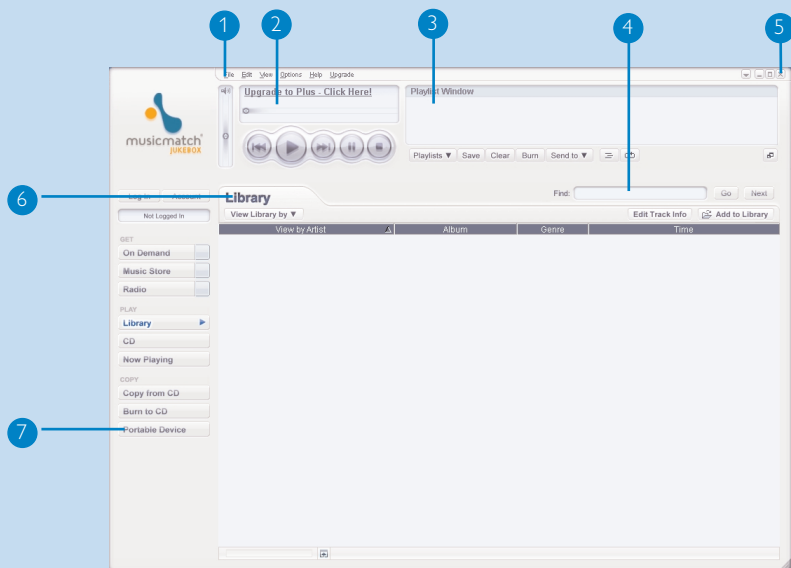 1 2 3 4 5
File Edit View Options Help Upgrade
Upgrade to Plus - Click Here!
Playlist Window
musicmatch
JUKEBOX
Playlists ▼ Save Clear Burn Send to ▼
6
Log In Account
Library
Find: Go Next
Not Logged In
View Library by ▼ Edit Track Info Add to Library
View by Artist Album Genre Time
GET
On Demand
Music Store
Radio
PLAY
Library
CD
Now Playing
COPY
Copy from CD
Burn to CD
7
Portable Device